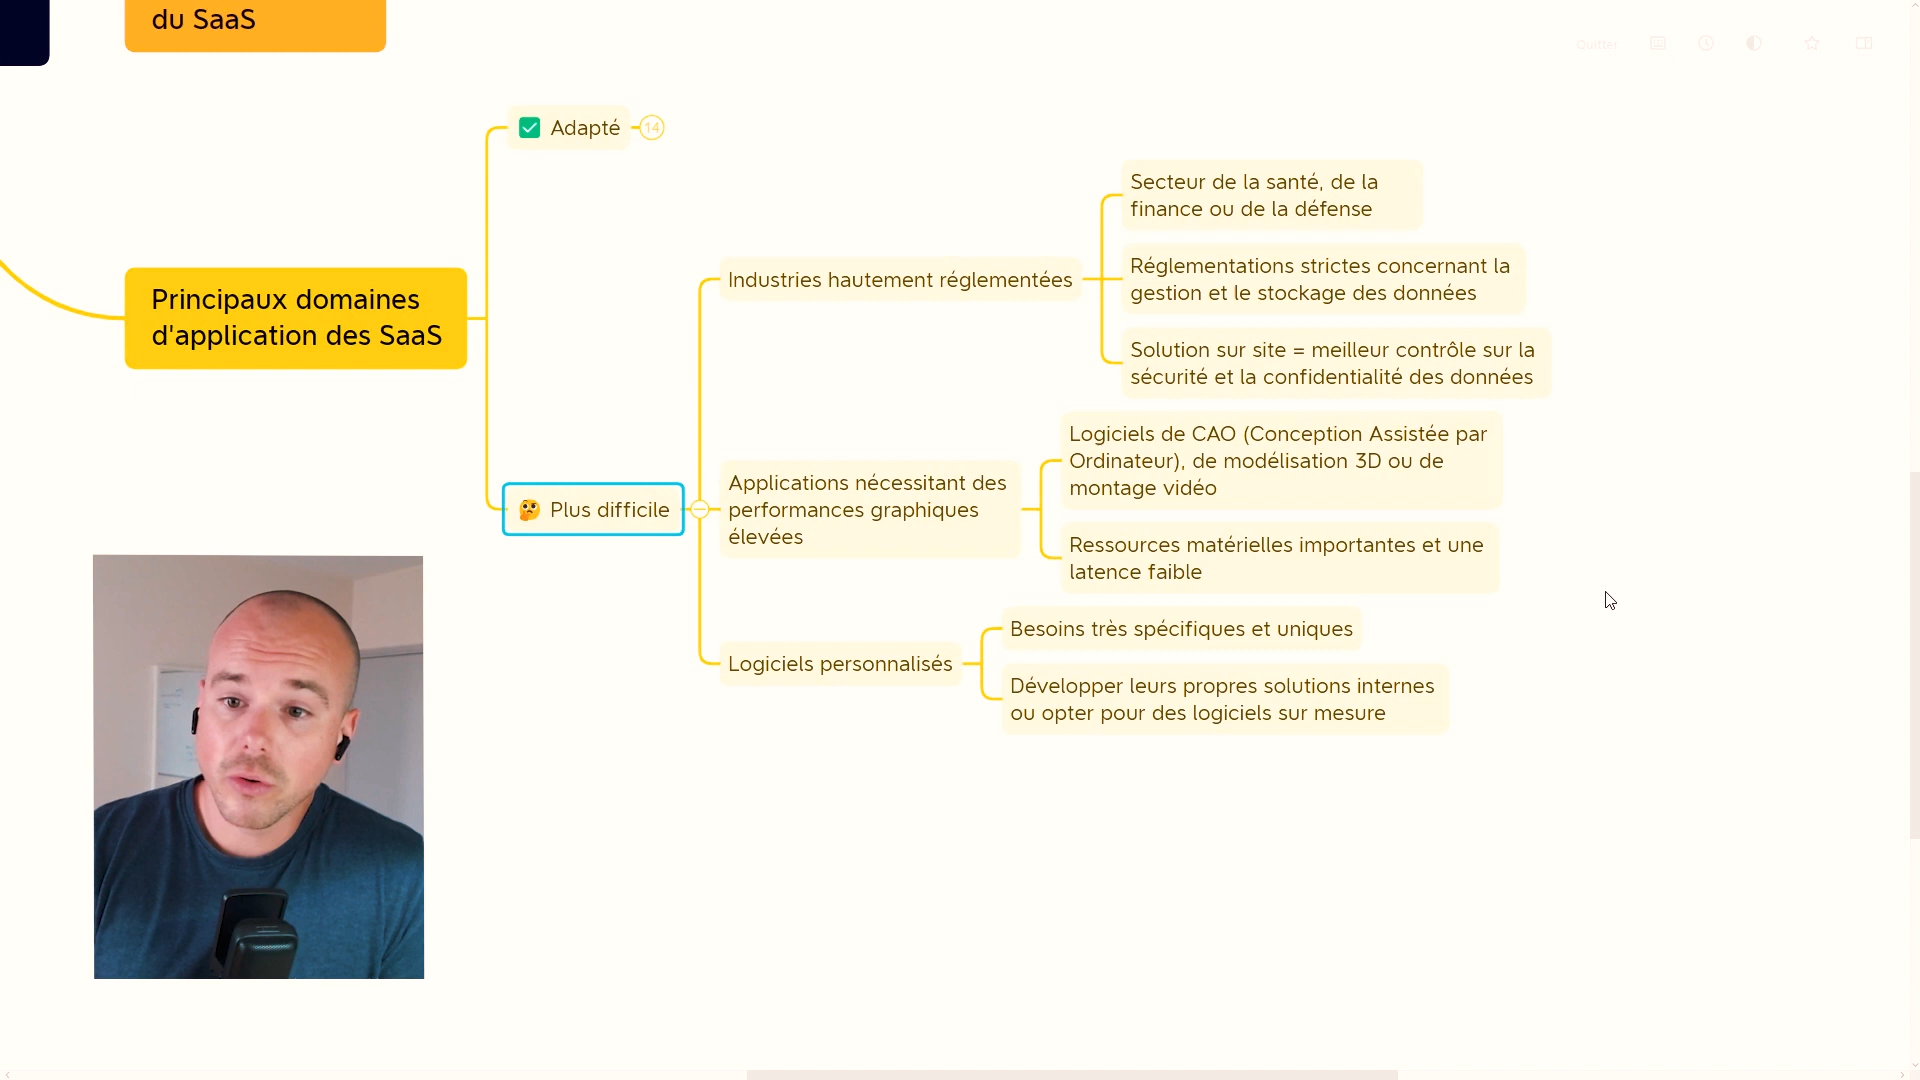 du SaaS
Quitter
Adapté
14
Principaux domaines
d'application des SaaS
Plus difficile
Industries hautement réglementées
Secteur de la santé, de la
finance ou de la défense
Réglementations strictes concernant la
gestion et le stockage des données
Solution sur site = meilleur contrôle sur la
sécurité et la confidentialité des données
Applications nécessitant des
performances graphiques
élevées
Logiciels de CAO (Conception Assistée par
Ordinateur), de modélisation 3D ou de
montage vidéo
Ressources matérielles importantes et une
latence faible
Logiciels personnalisés
Besoins très spécifiques et uniques
Développer leurs propres solutions internes
ou opter pour des logiciels sur mesure